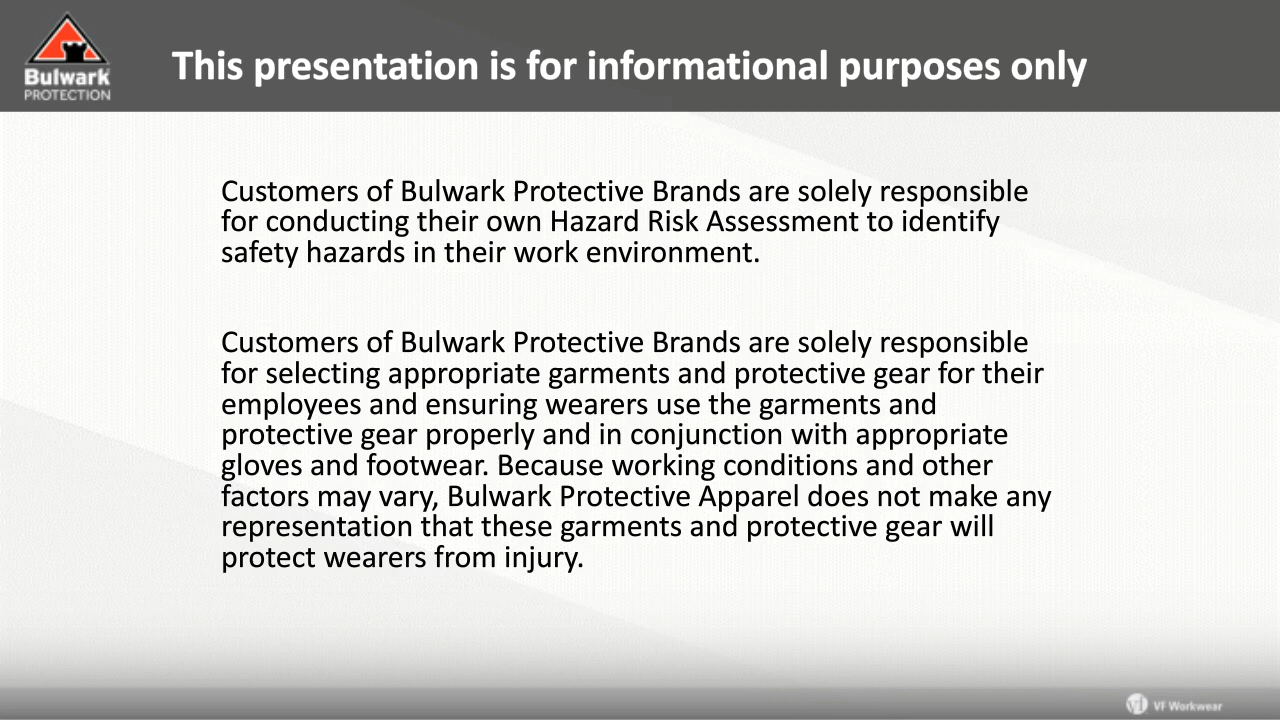 Bulwark
PROTECTION
This presentation is for informational purposes only
Customers of Bulwark Protective Brands are solely responsible
for conducting their own Hazard Risk Assessment to identify
safety hazards in their work environment.
Customers of Bulwark Protective Brands are solely responsible
for selecting appropriate garments and protective gear for their
employees and ensuring wearers use the garments and
protective gear properly and in conjunction with appropriate
gloves and footwear. Because working conditions and other
factors may vary, Bulwark Protective Apparel does not make any
representation that these garments and protective gear will
protect wearers from injury.
VF Workwear